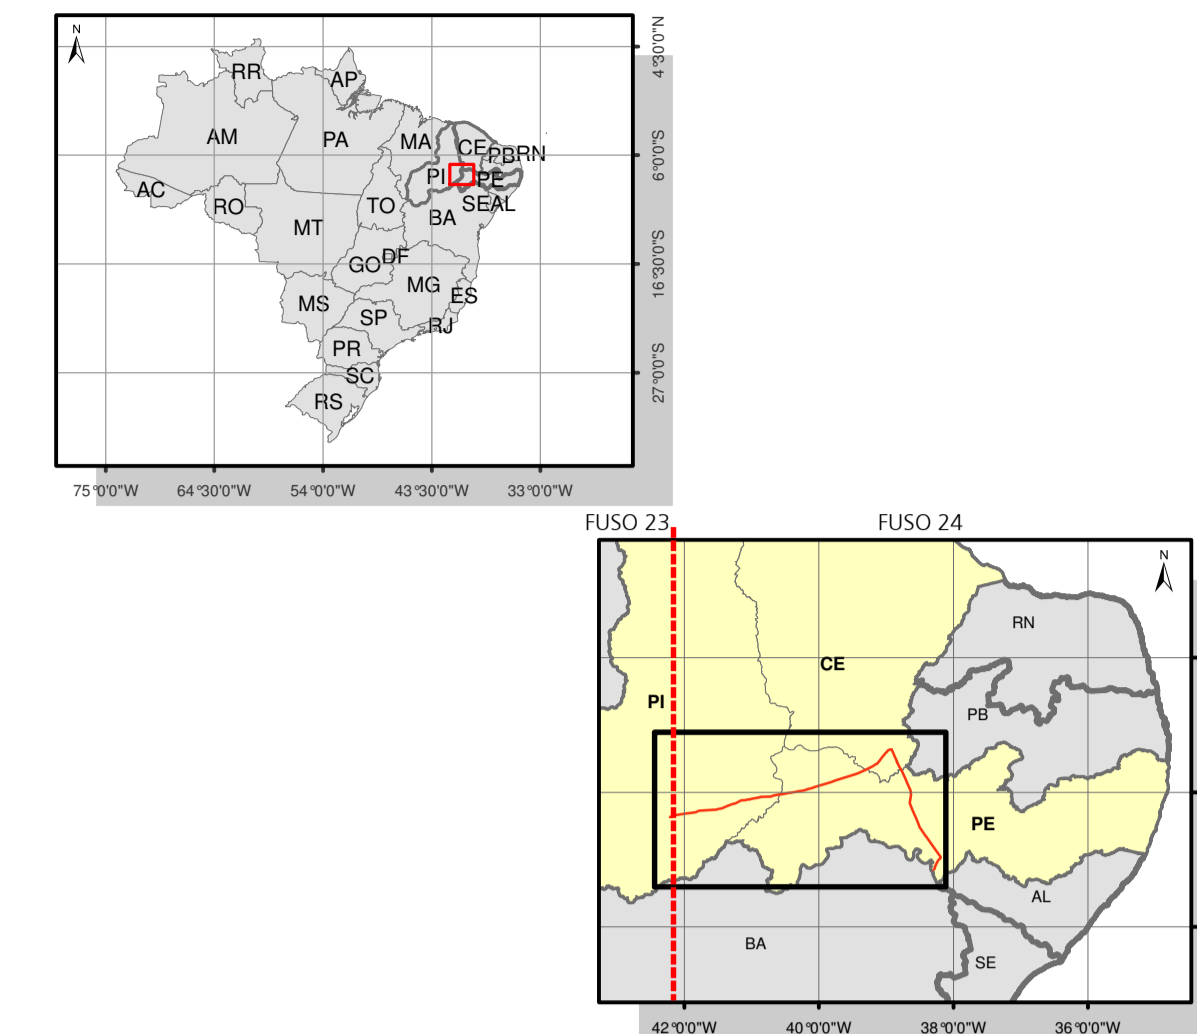 N
4°30'0"N
RR
AP
AM
PA
MA
CE
RN
PB
6°0'0"S
PI
PE
AC
RO
TO
SEAL
BA
MT
DF
GO
16°30'0"S
MG
ES
MS
SP
RJ
PR
27°0'0"S
SC
RS
75°0'0"W 64°30'0"W 54°0'0"W 43°30'0"W 33°0'0"W
FUSO 23 FUSO 24
N
RN
CE
PI
PB
PE
AL
BA
SE
42°0'0"W 40°0'0"W 38°0'0"W 36°0'0"W